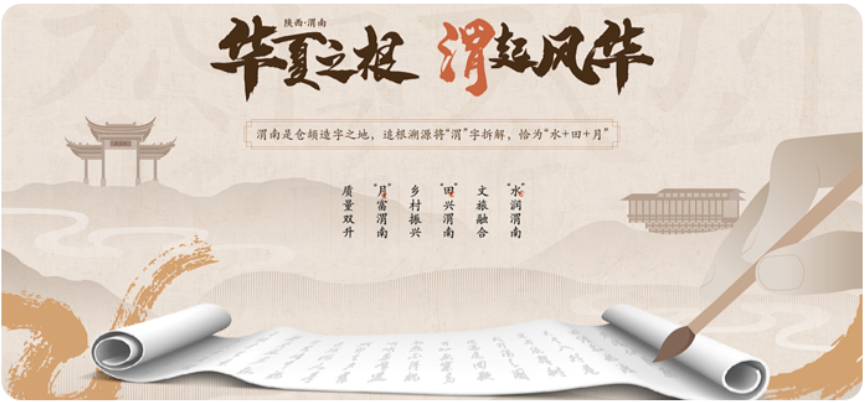 陕西·渭南
华夏之根 渭起风华
渭南是仓颉造字之地，追根溯源将“渭”字拆解，恰为“水+田+月”
“水”润渭南
文旅融合
“田”兴渭南
乡村振兴
“月”富渭南
质量双升